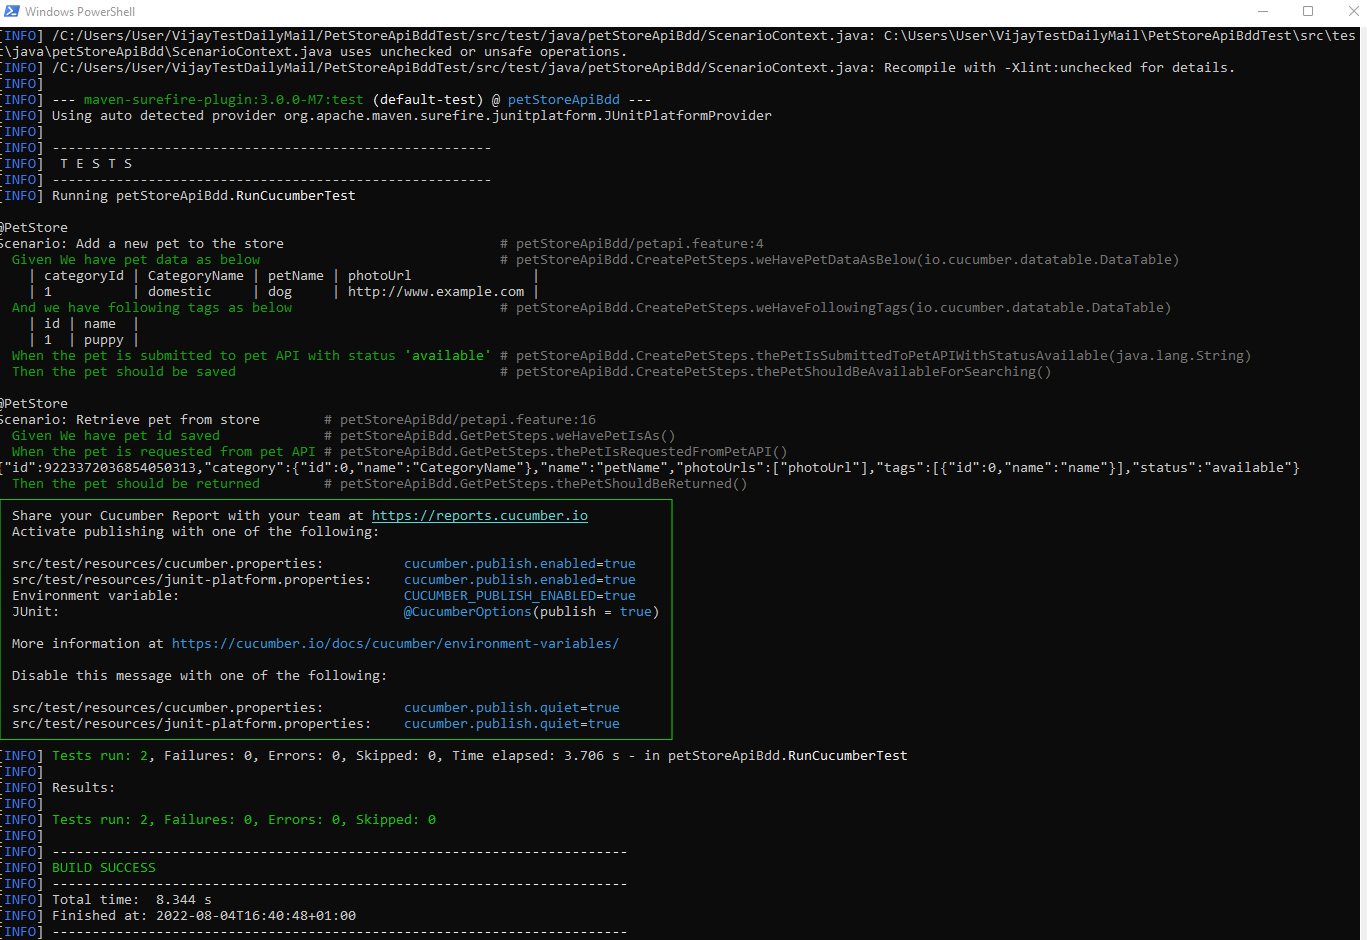 Windows PowerShell
[INFO] /C:/Users/User/VijayTestDailyMail/PetStoreApiBddTest/src/test/java/petStoreApiBdd/ScenarioContext.java: C:\Users\User\VijayTestDailyMail\PetStoreApiBddTest\src\tes
t\java\petStoreApiBdd\ScenarioContext.java uses unchecked or unsafe operations.
[INFO] /C:/Users/User/VijayTestDailyMail/PetStoreApiBddTest/src/test/java/petStoreApiBdd/ScenarioContext.java: Recompile with -Xlint:unchecked for details.
[INFO]
[INFO] --- maven-surefire-plugin:3.0.0-M7:test (default-test) @ petStoreApiBdd ---
[INFO] Using auto detected provider org.apache.maven.surefire.junitplatform.JUnitPlatformProvider
[INFO]
[INFO] -------------------------------------------------------
[INFO]  T E S T S
[INFO] -------------------------------------------------------
[INFO] Running petStoreApiBdd.RunCucumberTest
@PetStore
Scenario: Add a new pet to the store                           # petStoreApiBdd/petapi.feature:4
  Given We have pet data as below                              # petStoreApiBdd.CreatePetSteps.weHavePetDataAsBelow(io.cucumber.datatable.DataTable)
    | categoryId | CategoryName | petName | photoUrl               |
    | 1          | domestic     | dog     | http://www.example.com |
  And we have following tags as below                          # petStoreApiBdd.CreatePetSteps.weHaveFollowingTags(io.cucumber.datatable.DataTable)
    | id | name  |
    | 1  | puppy |
  When the pet is submitted to pet API with status 'available' # petStoreApiBdd.CreatePetSteps.thePetIsSubmittedToPetAPIWithStatusAvailable(java.lang.String)
  Then the pet should be saved                                 # petStoreApiBdd.CreatePetSteps.thePetShouldBeAvailableForSearching()
@PetStore
Scenario: Retrieve pet from store        # petStoreApiBdd/petapi.feature:16
  Given We have pet id saved             # petStoreApiBdd.GetPetSteps.weHavePetIsAs()
  When the pet is requested from pet API # petStoreApiBdd.GetPetSteps.thePetIsRequestedFromPetAPI()
{"id":9223372036854050313,"category":{"id":0,"name":"CategoryName"},"name":"petName","photoUrls":["photoUrl"],"tags":[{"id":0,"name":"name"}],"status":"available"}
  Then the pet should be returned        # petStoreApiBdd.GetPetSteps.thePetShouldBeReturned()
Share your Cucumber Report with your team at https://reports.cucumber.io
Activate publishing with one of the following:
src/test/resources/cucumber.properties:          cucumber.publish.enabled=true
src/test/resources/junit-platform.properties:    cucumber.publish.enabled=true
Environment variable:                            CUCUMBER_PUBLISH_ENABLED=true
JUnit:                                           @CucumberOptions(publish = true)
More information at https://cucumber.io/docs/cucumber/environment-variables/
Disable this message with one of the following:
src/test/resources/cucumber.properties:          cucumber.publish.quiet=true
src/test/resources/junit-platform.properties:    cucumber.publish.quiet=true
[INFO] Tests run: 2, Failures: 0, Errors: 0, Skipped: 0, Time elapsed: 3.706 s - in petStoreApiBdd.RunCucumberTest
[INFO]
[INFO] Results:
[INFO]
[INFO] Tests run: 2, Failures: 0, Errors: 0, Skipped: 0
[INFO]
[INFO] ------------------------------------------------------------------------
[INFO] BUILD SUCCESS
[INFO] ------------------------------------------------------------------------
[INFO] Total time:  8.344 s
[INFO] Finished at: 2022-08-04T16:40:48+01:00
[INFO] ------------------------------------------------------------------------